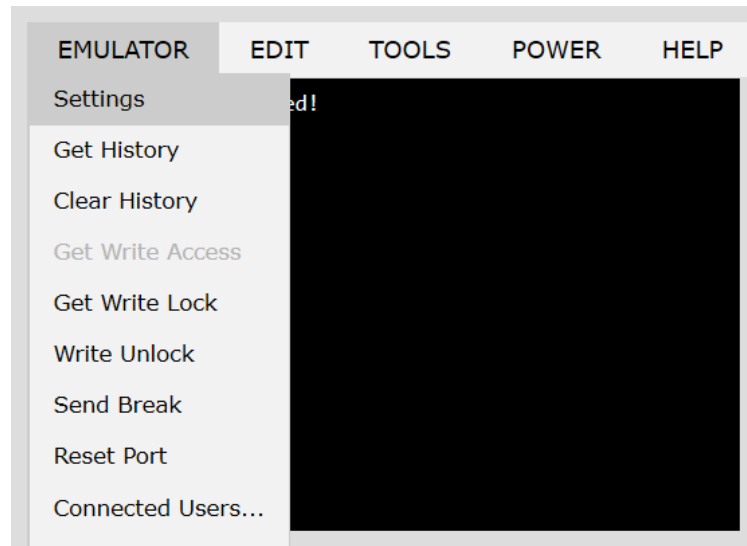 EMULATOR EDIT TOOLS POWER HELP
Settings
ed!
Get History
Clear History
Get Write Access
Get Write Lock
Write Unlock
Send Break
Reset Port
Connected Users...